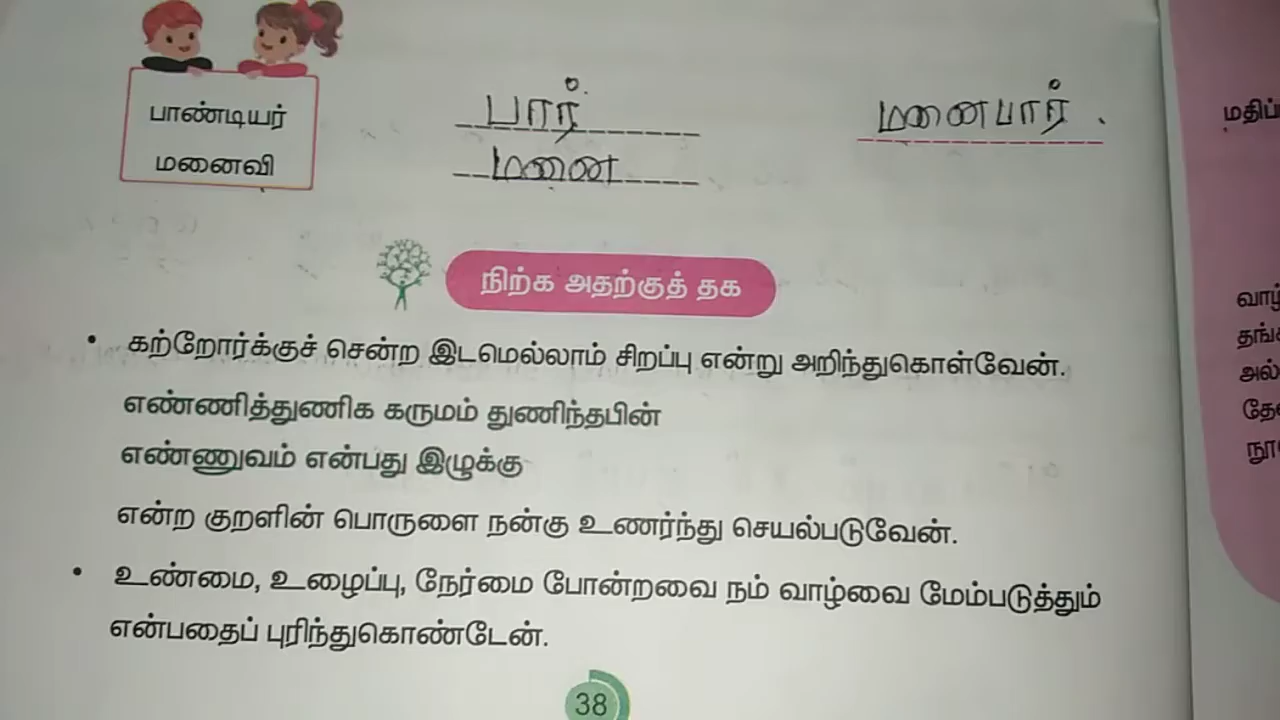 பாண்டியர்
மனைவி
பார்
மனை
மனைபார்.
நிற்க அதற்குத் தக
• கற்றோர்க்குச் சென்ற இடமெல்லாம் சிறப்பு என்று அறிந்துகொள்வேன்.
எண்ணித்துணிக கருமம் துணிந்தபின்
எண்ணுவம் என்பது இழுக்கு
என்ற குறளின் பொருளை நன்கு உணர்ந்து செயல்படுவேன்.
• உண்மை, உழைப்பு, நேர்மை போன்றவை நம் வாழ்வை மேம்படுத்தும்
என்பதைப் புரிந்துகொண்டேன்.
38